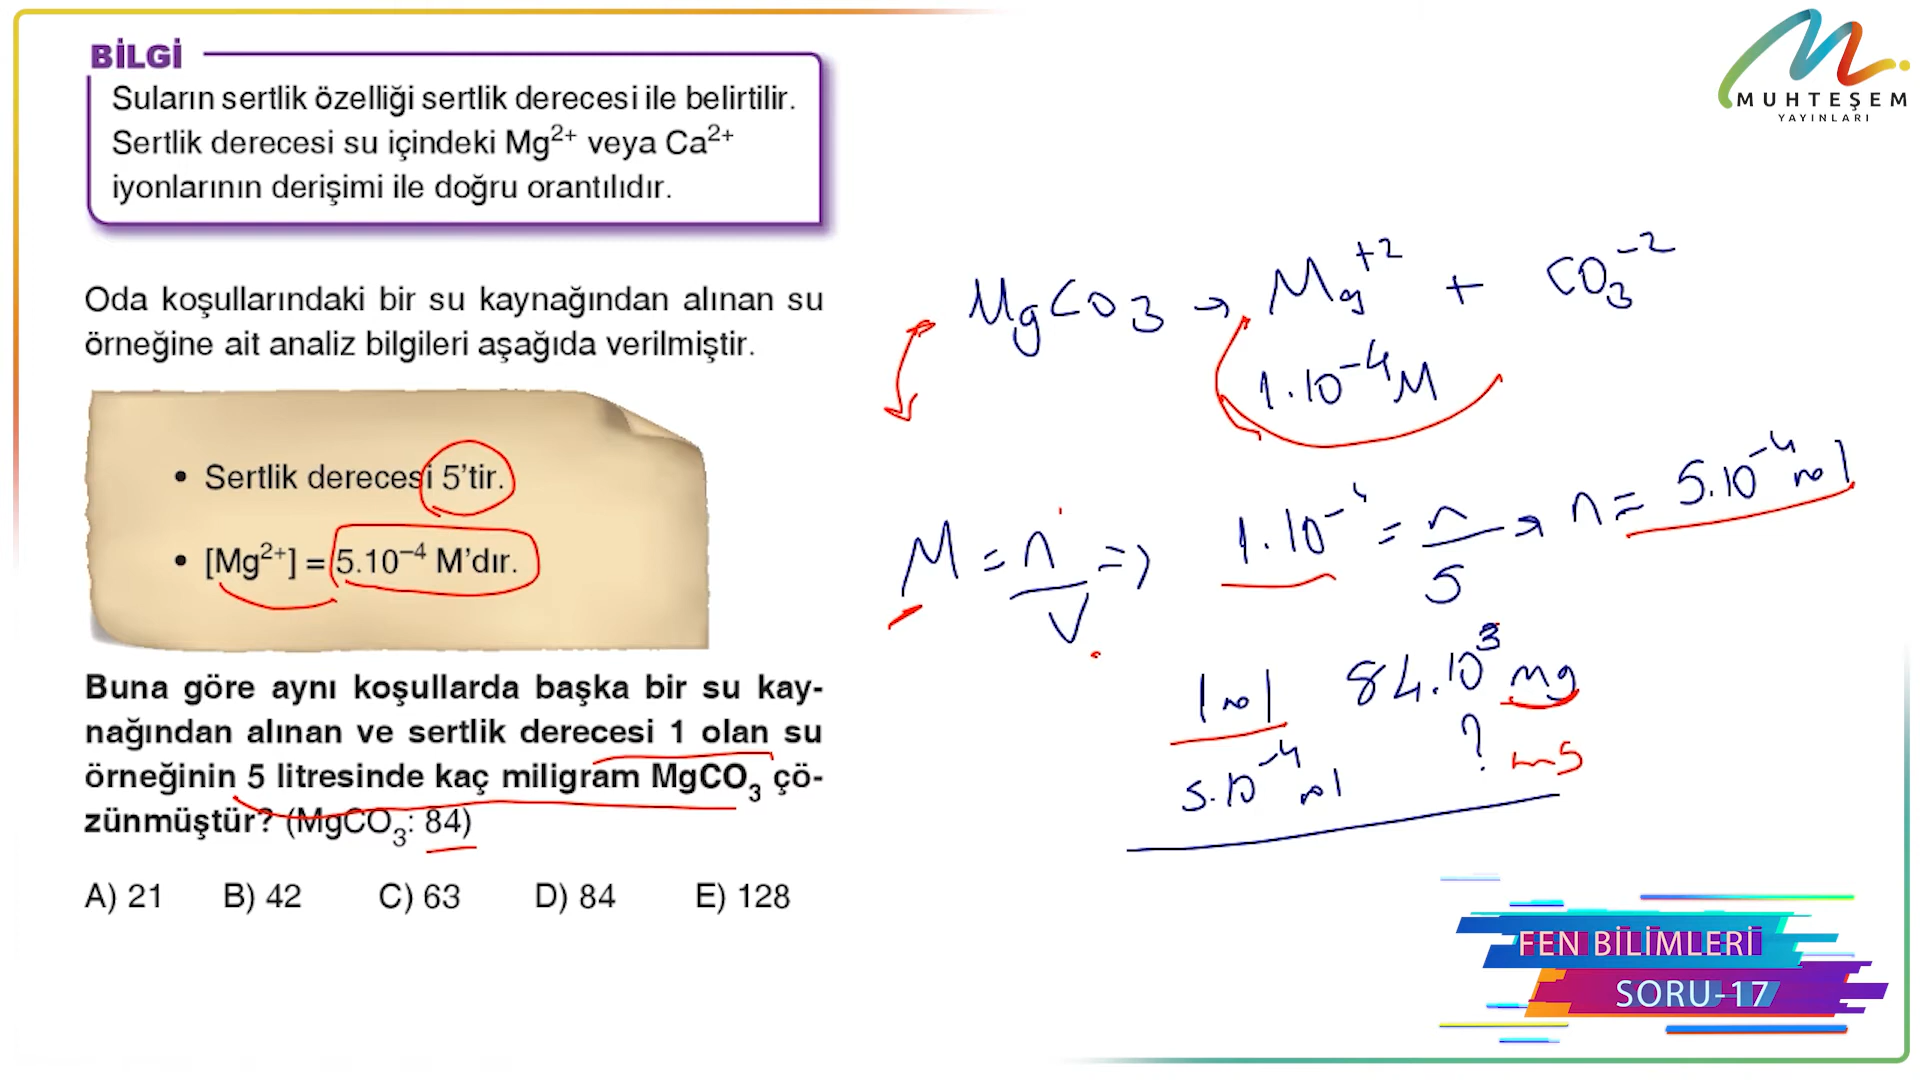 BİLGİ
Suların sertlik özelliği sertlik derecesi ile belirtilir.
Sertlik derecesi su içindeki Mg²⁺ veya Ca²⁺
iyonlarının derişimi ile doğru orantılıdır.
MUHTEŞEM
YAYINLARI
Oda koşullarındaki bir su kaynağından alınan su
örneğine ait analiz bilgileri aşağıda verilmiştir.
• Sertlik derecesi 5'tir.
• [Mg²⁺] = 5.10⁻⁴ M'dır.
Buna göre aynı koşullarda başka bir su kay-
nağından alınan ve sertlik derecesi 1 olan su
örneğinin 5 litresinde kaç miligram MgCO₃ çö-
zünmüştür? (MgCO₃: 84)
A) 21 B) 42 C) 63 D) 84 E) 128
MgCO₃ → Mg⁺² + CO₃⁻²
1.10⁻⁴ M
M = n/V ⇒ 1.10⁻⁴ = n/5 → n = 5.10⁻⁴ mol
1 mol 84.10³ mg
5.10⁻⁴ mol ? mg
FEN BİLİMLERİ
SORU-17